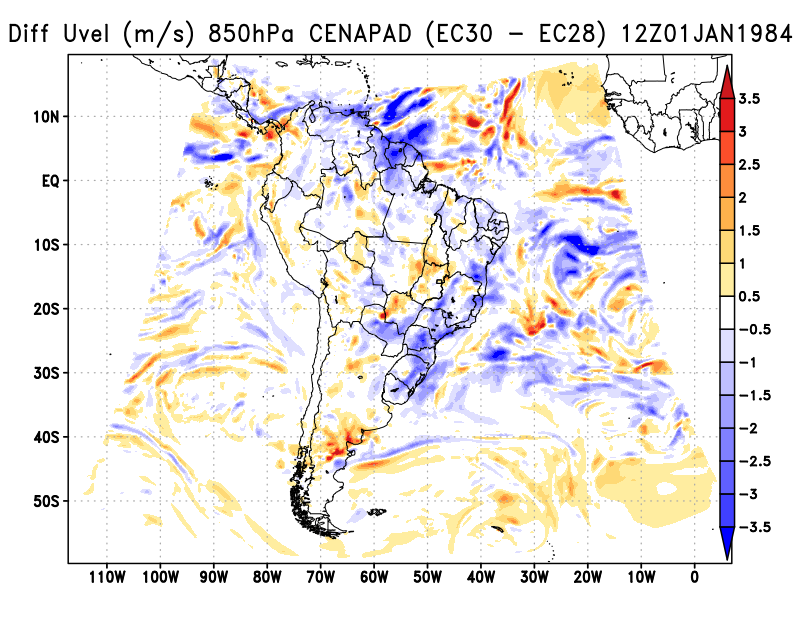 Diff Uvel (m/s) 850hPa CENAPAD (EC30 − EC28) 12Z01JAN1984
10N
EQ
10S
20S
30S
40S
50S
110W 100W 90W 80W 70W 60W 50W 40W 30W 20W 10W 0
3.5
3
2.5
2
1.5
1
0.5
−0.5
−1
−1.5
−2
−2.5
−3
−3.5